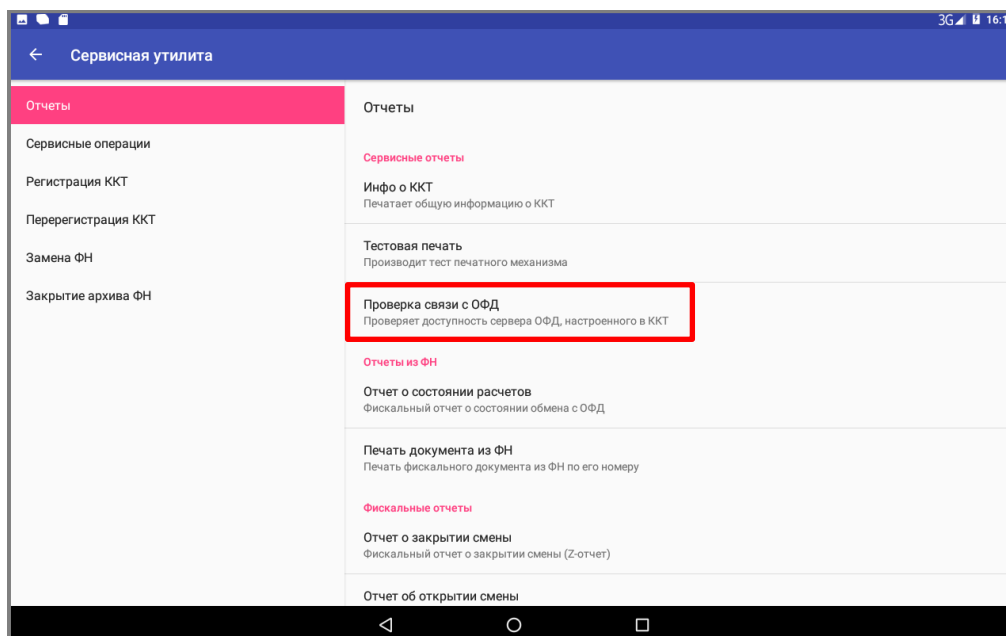 3G 16:1
Сервисная утилита
Отчеты
Сервисные операции
Регистрация ККТ
Перерегистрация ККТ
Замена ФН
Закрытие архива ФН
Отчеты
Сервисные отчеты
Инфо о ККТ
Печатает общую информацию о ККТ
Тестовая печать
Производит тест печатного механизма
Проверка связи с ОФД
Проверяет доступность сервера ОФД, настроенного в ККТ
Отчеты из ФН
Отчет о состоянии расчетов
Фискальный отчет о состоянии обмена с ОФД
Печать документа из ФН
Печать фискального документа из ФН по его номеру
Фискальные отчеты
Отчет о закрытии смены
Фискальный отчет о закрытии смены (Z-отчет)
Отчет об открытии смены